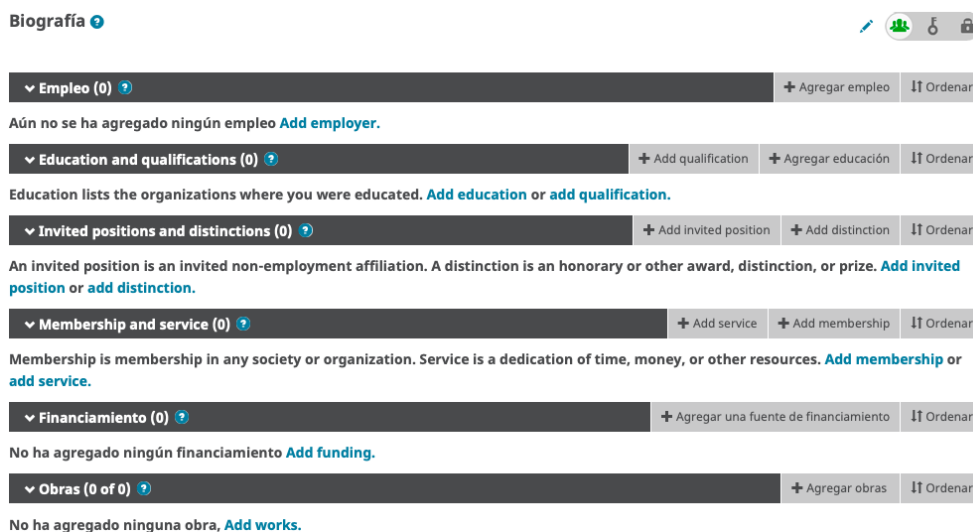 Biografía
Empleo (0) Agregar empleo Ordenar
Aún no se ha agregado ningún empleo Add employer.
Education and qualifications (0) Add qualification Agregar educación Ordenar
Education lists the organizations where you were educated. Add education or add qualification.
Invited positions and distinctions (0) Add invited position Add distinction Ordenar
An invited position is an invited non-employment affiliation. A distinction is an honorary or other award, distinction, or prize. Add invited
position or add distinction.
Membership and service (0) Add service Add membership Ordenar
Membership is membership in any society or organization. Service is a dedication of time, money, or other resources. Add membership or
add service.
Financiamiento (0) Agregar una fuente de financiamiento Ordenar
No ha agregado ningún financiamiento Add funding.
Obras (0 of 0) Agregar obras Ordenar
No ha agregado ninguna obra, Add works.